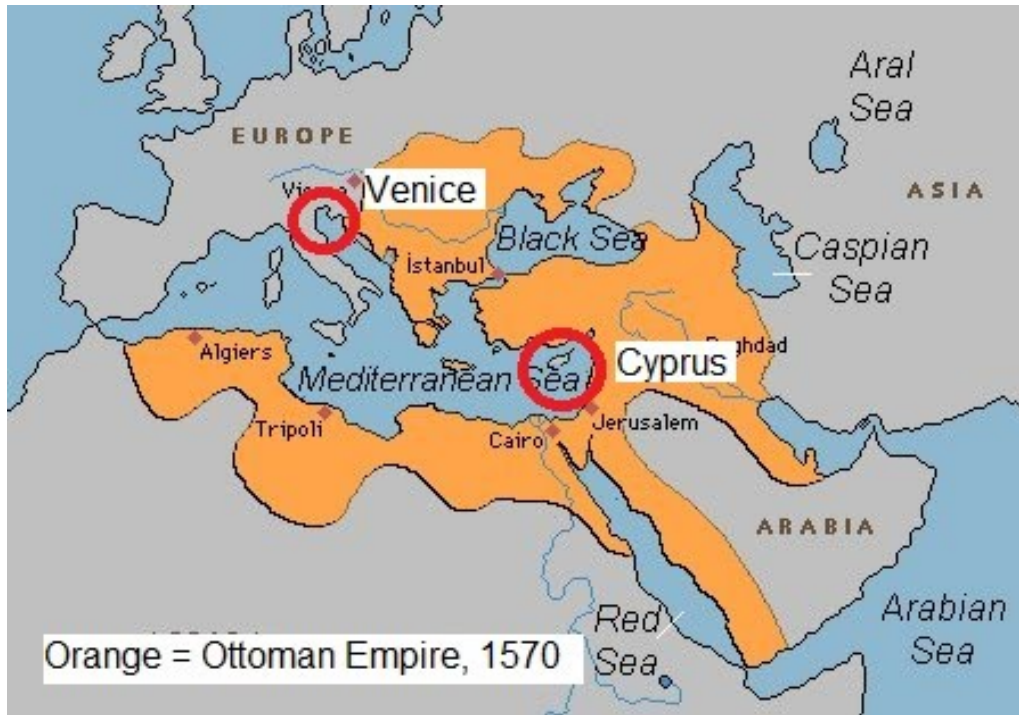 Aral
Sea
EUROPE
ASIA
Venice
Black Sea
İstanbul
Caspian
Sea
Algiers
Cyprus
Mediterranean Sea
Tripoli
Jerusalem
Cairo
ARABIA
Red
Sea
Arabian
Sea
Orange = Ottoman Empire, 1570